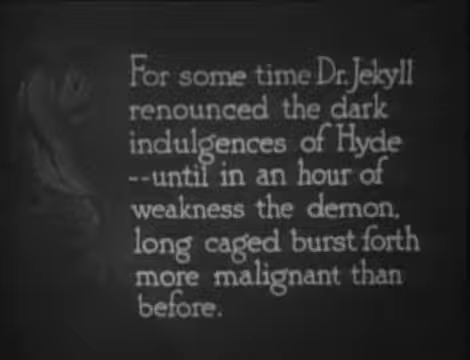 For some time Dr. Jekyll
renounced the dark
indulgences of Hyde
--until in an hour of
weakness the demon,
long caged burst forth
more malignant than
before.